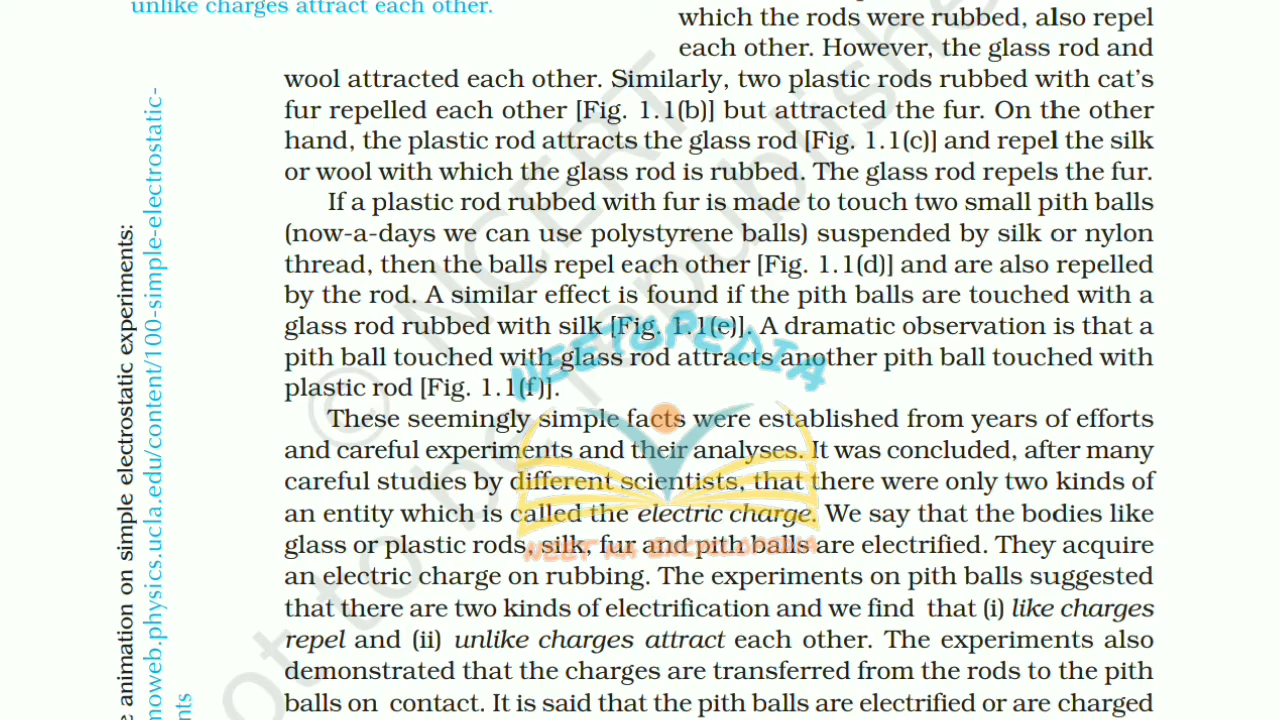 unlike charges attract each other.
which the rods were rubbed, also repel
each other. However, the glass rod and
wool attracted each other. Similarly, two plastic rods rubbed with cat's
fur repelled each other [Fig. 1.1(b)] but attracted the fur. On the other
hand, the plastic rod attracts the glass rod [Fig. 1.1(c)] and repel the silk
or wool with which the glass rod is rubbed. The glass rod repels the fur.
If a plastic rod rubbed with fur is made to touch two small pith balls
(now-a-days we can use polystyrene balls) suspended by silk or nylon
thread, then the balls repel each other [Fig. 1.1(d)] and are also repelled
by the rod. A similar effect is found if the pith balls are touched with a
glass rod rubbed with silk [Fig. 1.1(e)]. A dramatic observation is that a
pith ball touched with glass rod attracts another pith ball touched with
plastic rod [Fig. 1.1(f)].
These seemingly simple facts were established from years of efforts
and careful experiments and their analyses. It was concluded, after many
careful studies by different scientists, that there were only two kinds of
an entity which is called the electric charge. We say that the bodies like
glass or plastic rods, silk, fur and pith balls are electrified. They acquire
an electric charge on rubbing. The experiments on pith balls suggested
that there are two kinds of electrification and we find that (i) like charges
repel and (ii) unlike charges attract each other. The experiments also
demonstrated that the charges are transferred from the rods to the pith
balls on contact. It is said that the pith balls are electrified or are charged
animation on simple electrostatic experiments:
moweb.physics.ucla.edu/content/100-simple-electrostatic-
nts
© NCERT
not to be republished
NEETOPEDIA
NEET KA ENCYCLOPEDIA